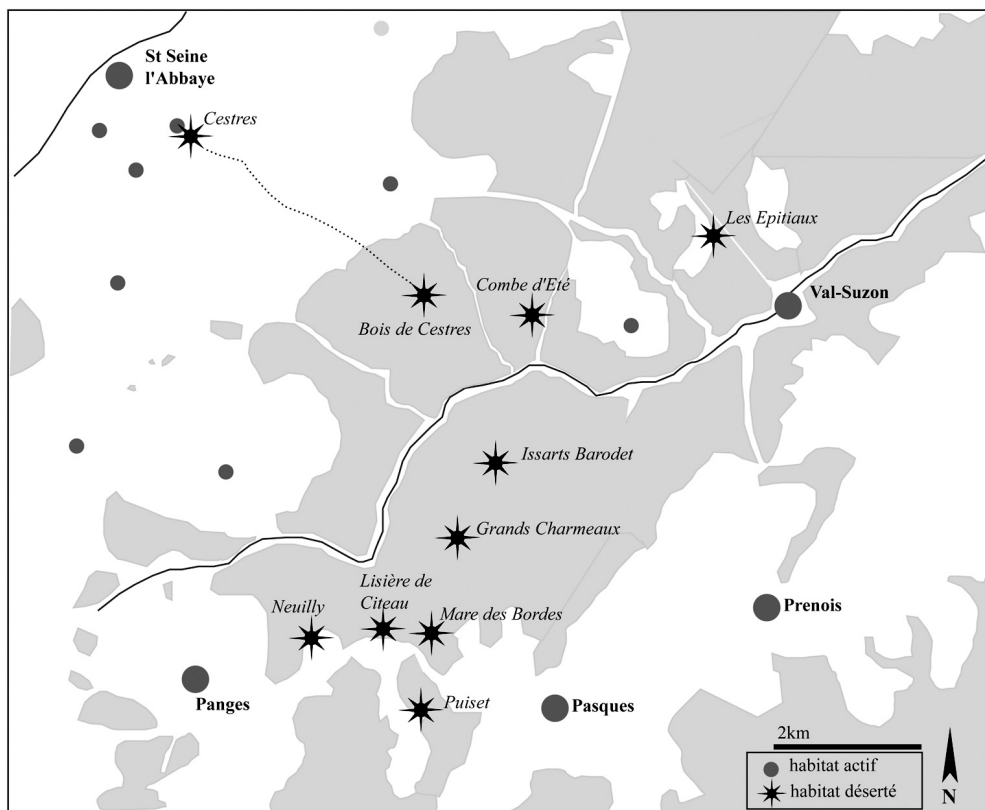 St Seine
l'Abbaye
Cestres
Les Epitiaux
Combe d'Eté
Val-Suzon
Bois de Cestres
Issarts Barodet
Grands Charmeaux
Lisière de
Citeau
Neuilly
Mare des Bordes
Prenois
Panges
Puiset
Pasques
2km
habitat actif
habitat déserté
N